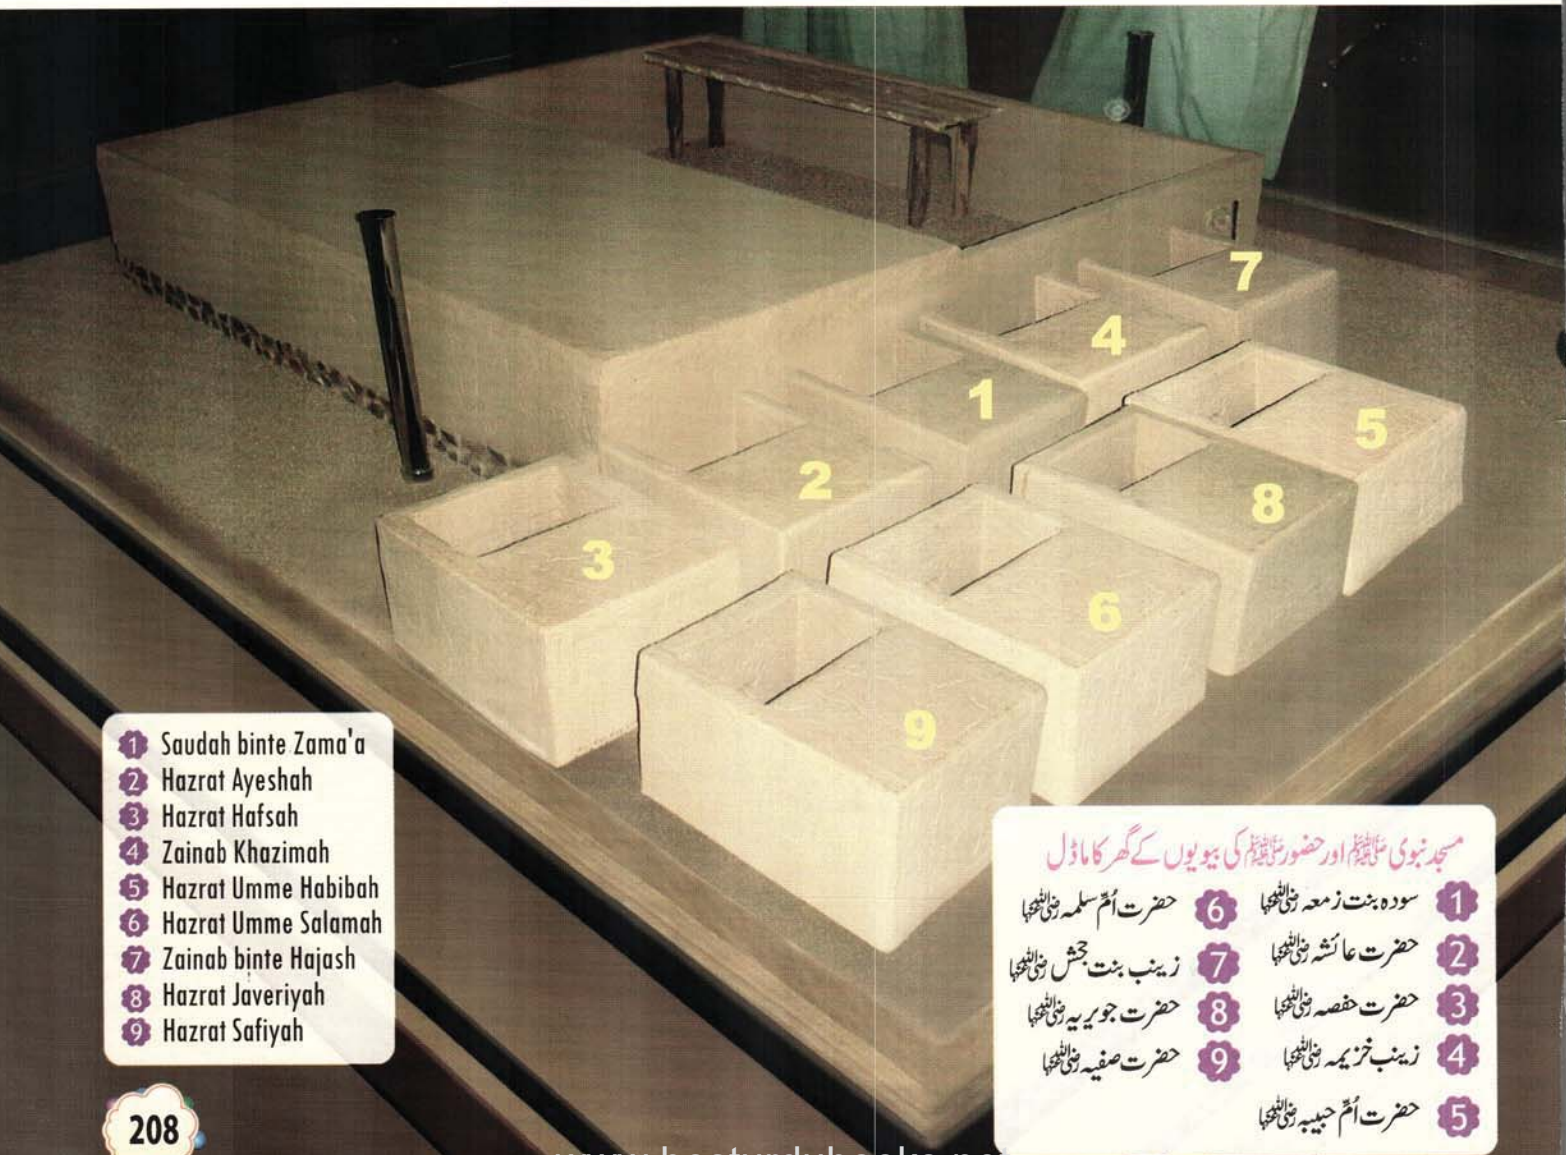 7
4
1
5
2
8
3
6
9
1 Saudah binte Zama'a
2 Hazrat Ayeshah
3 Hazrat Hafsah
4 Zainab Khazimah
5 Hazrat Umme Habibah
6 Hazrat Umme Salamah
7 Zainab binte Hajash
8 Hazrat Javeriyah
9 Hazrat Safiyah
مسجد نبوی ﷺ اور حضور ﷺ کی بیویوں کے گھر کا ماڈل
1 سودہ بنت زمعہ رضی اللہ عنہا
2 حضرت عائشہ رضی اللہ عنہا
3 حضرت حفصہ رضی اللہ عنہا
4 زینب خزیمہ رضی اللہ عنہا
5 حضرت اُمّ حبیبہ رضی اللہ عنہا
6 حضرت اُمّ سلمہ رضی اللہ عنہا
7 زینب بنت جحش رضی اللہ عنہا
8 حضرت جویریہ رضی اللہ عنہا
9 حضرت صفیہ رضی اللہ عنہا
208